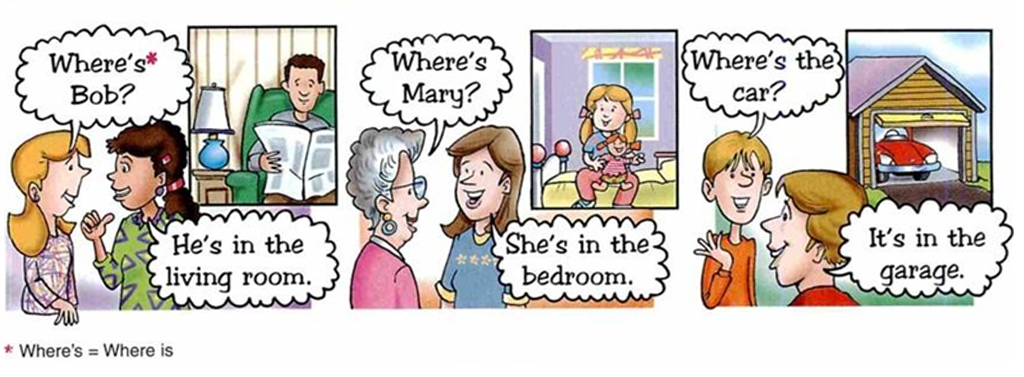 Where's*
Bob?
He's in the
living room.
Where's
Mary?
She's in the
bedroom.
Where's the
car?
It's in the
garage.
* Where's = Where is